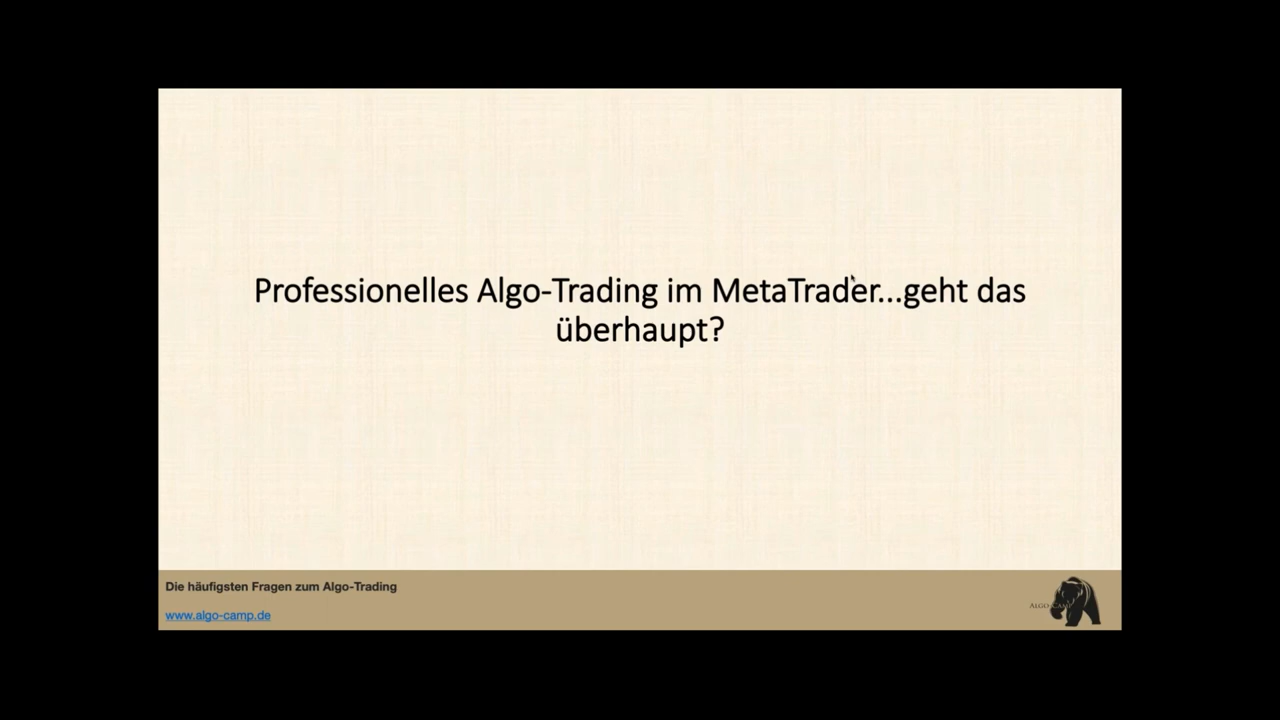 Professionelles Algo-Trading im MetaTrader...geht das
überhaupt?
Die häufigsten Fragen zum Algo-Trading
www.algo-camp.de
ALGO-CAMP